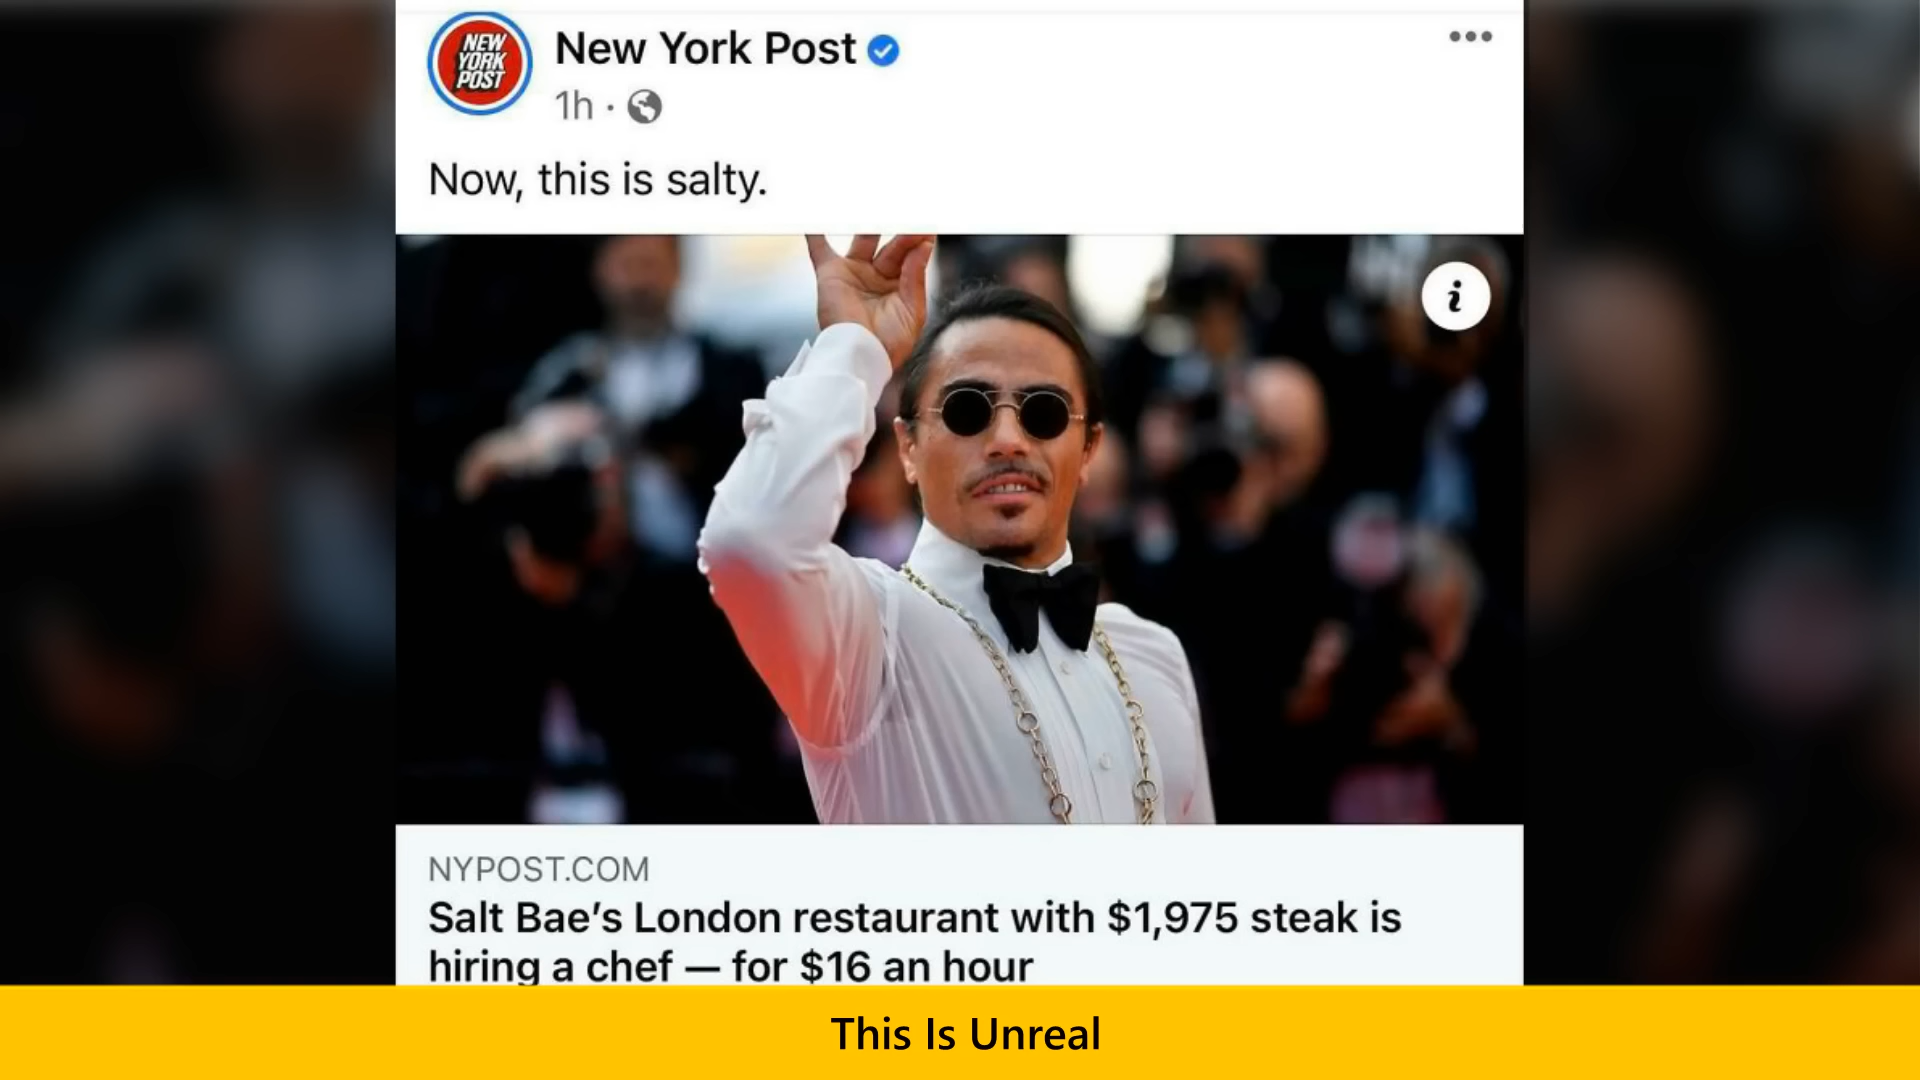 NEW
YORK
POST
New York Post
1h ·
Now, this is salty.
NYPOST.COM
Salt Bae’s London restaurant with $1,975 steak is
hiring a chef — for $16 an hour
This Is Unreal